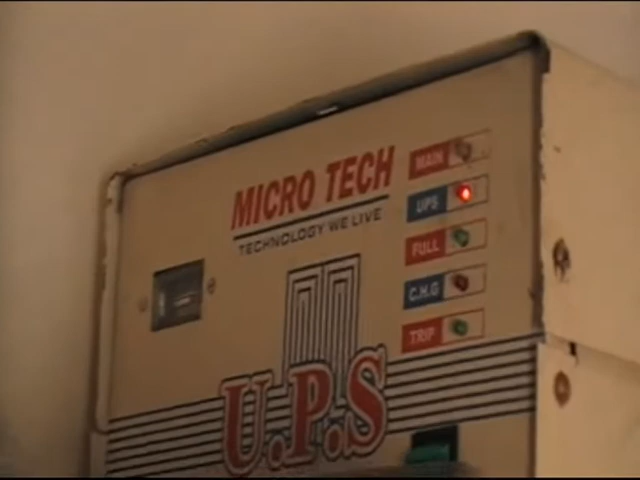 MICRO TECH
TECHNOLOGY WE LIVE
MAIN
UPS
FULL
C.H.G
TRIP
U.P.S